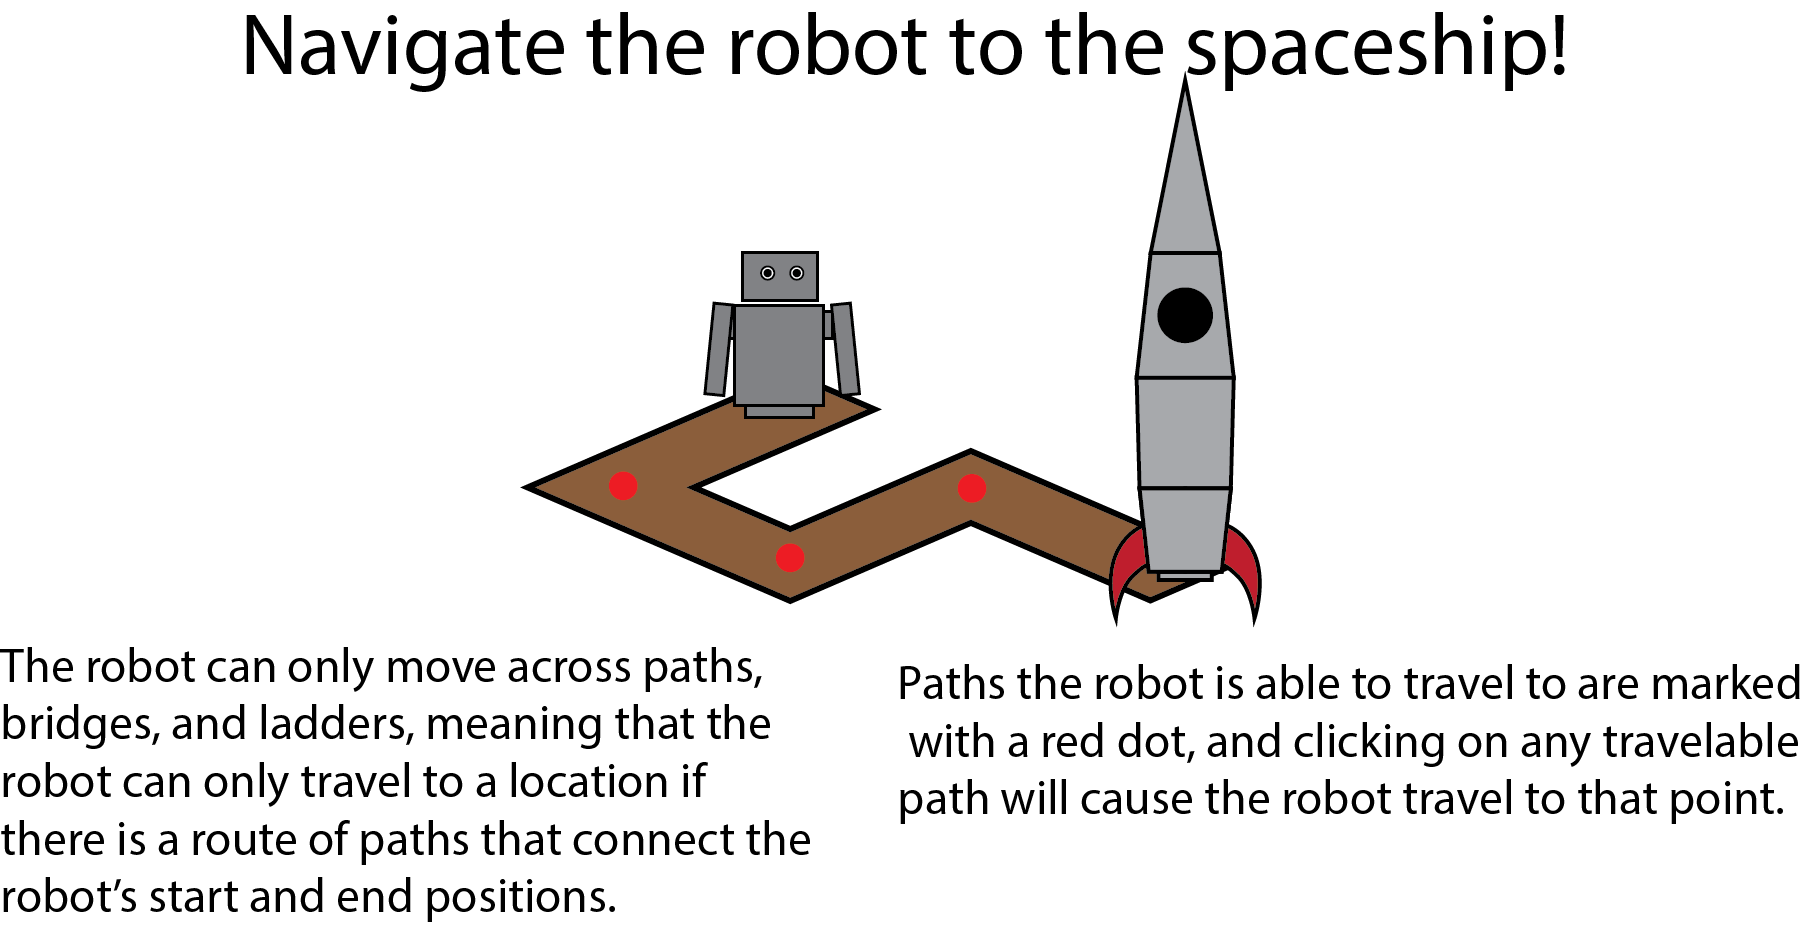 Navigate the robot to the spaceship!
The robot can only move across paths,
bridges, and ladders, meaning that the
robot can only travel to a location if
there is a route of paths that connect the
robot’s start and end positions.
Paths the robot is able to travel to are marked
with a red dot, and clicking on any travelable
path will cause the robot travel to that point.